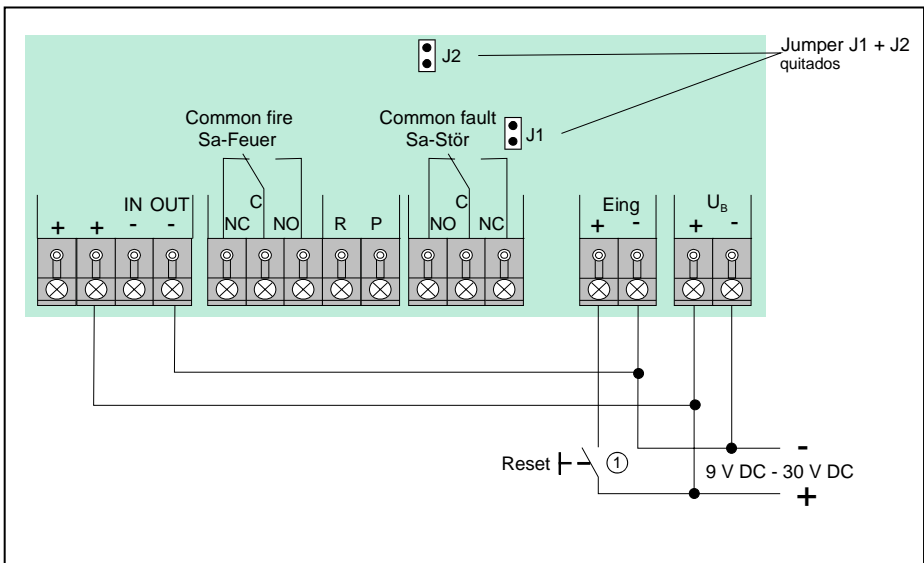 J2
Jumper J1 + J2
quitados
Common fire
Sa-Feuer
Common fault
Sa-Stör
J1
IN OUT
+ + - -
C
NC NO R P
C
NO NC
Eing
+ -
U_B
+ -
Reset
1
-
9 V DC - 30 V DC
+